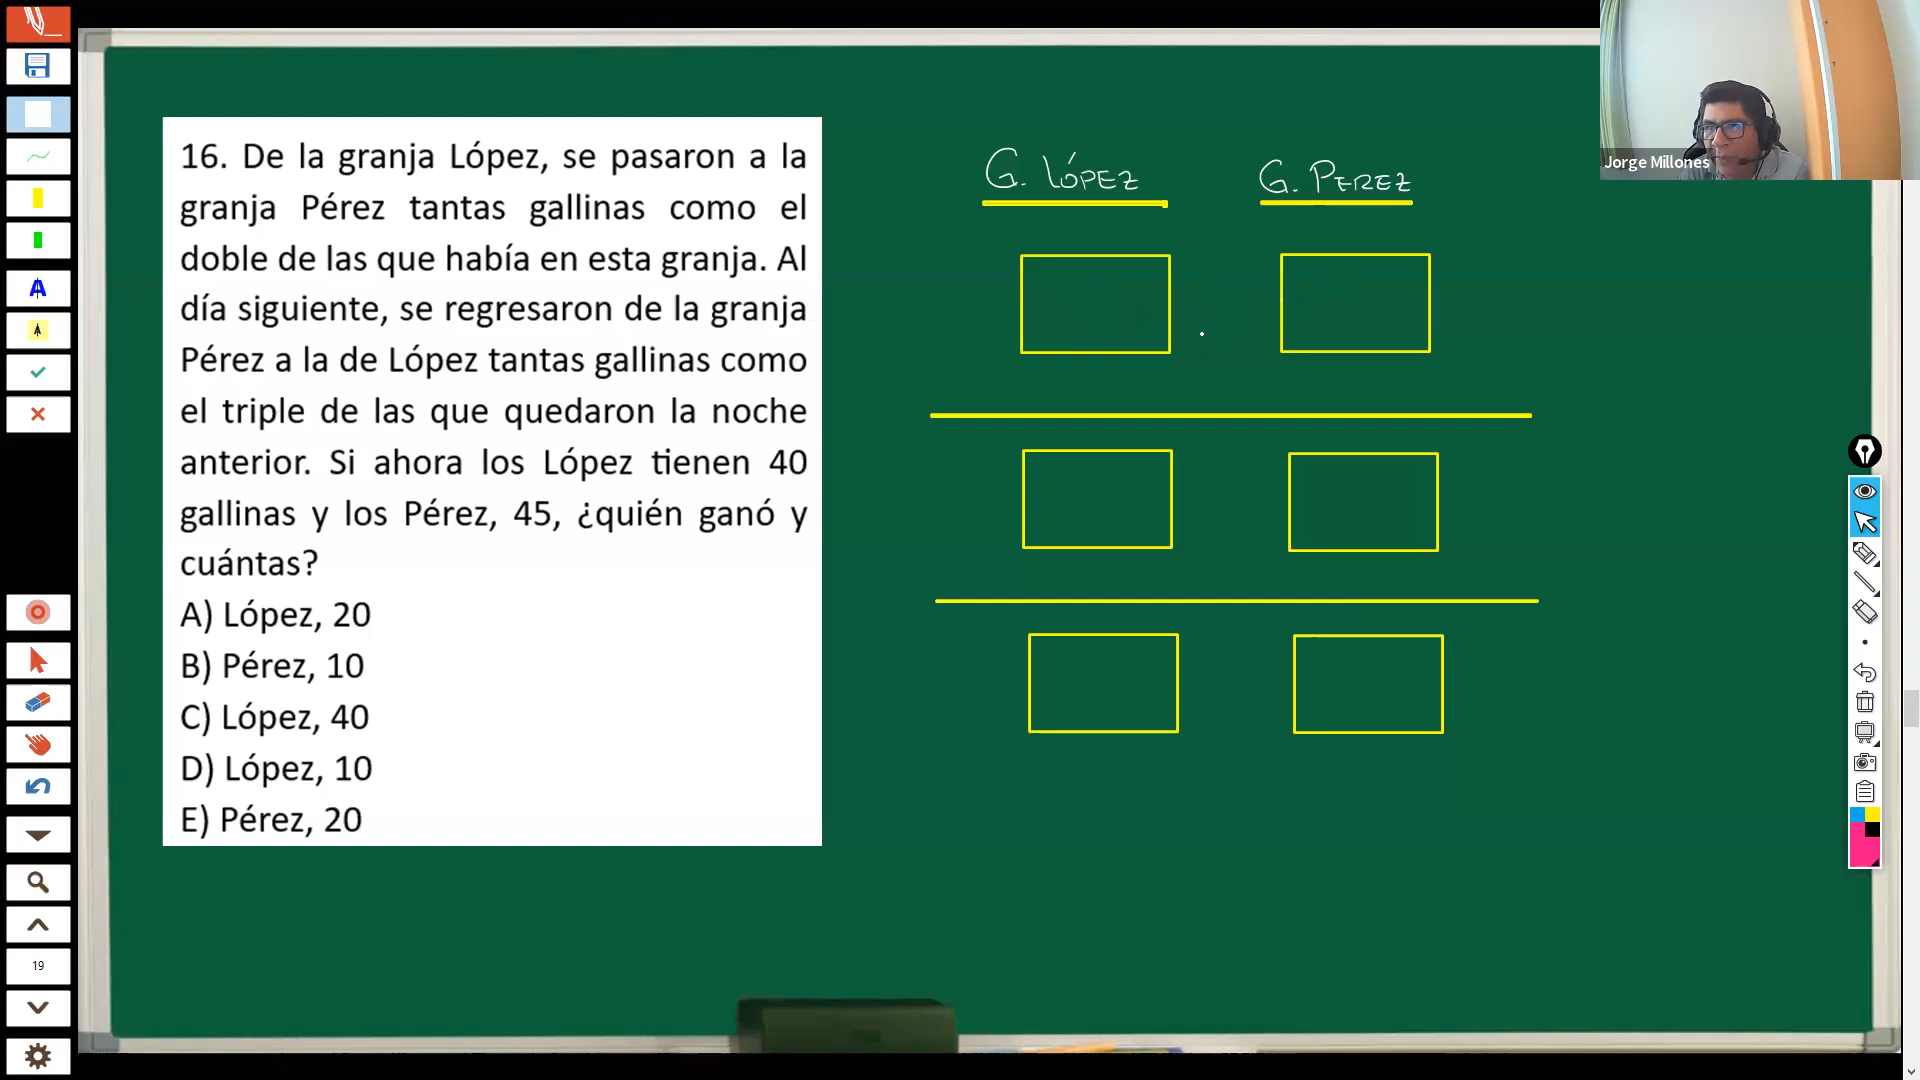 16. De la granja López, se pasaron a la
granja Pérez tantas gallinas como el
doble de las que había en esta granja. Al
día siguiente, se regresaron de la granja
Pérez a la de López tantas gallinas como
el triple de las que quedaron la noche
anterior. Si ahora los López tienen 40
gallinas y los Pérez, 45, ¿quién ganó y
cuántas?
A) López, 20
B) Pérez, 10
C) López, 40
D) López, 10
E) Pérez, 20
G. LÓPEZ
G. PEREZ
Jorge Millones
A
A
19